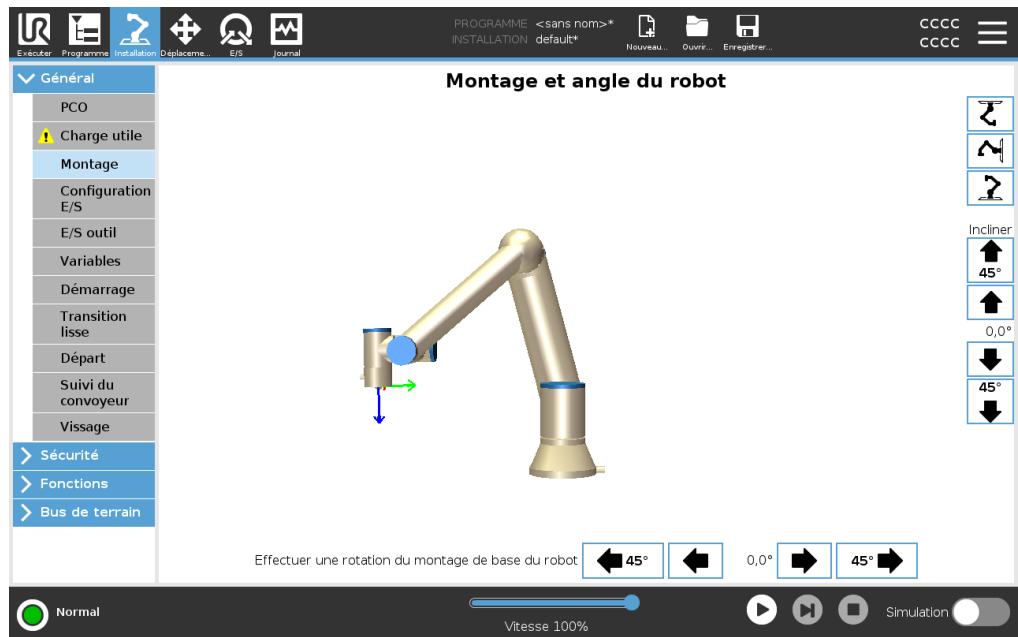 UR
Exécuter
Programme
Installation
Déplaceme...
E/S
Journal
PROGRAMME <sans nom>*
INSTALLATION default*
Nouveau...
Ouvrir...
Enregistrer...
cccc
cccc
Général
PCO
Charge utile
Montage
Configuration
E/S
E/S outil
Variables
Démarrage
Transition
lisse
Départ
Suivi du
convoyeur
Vissage
Sécurité
Fonctions
Bus de terrain
Montage et angle du robot
Incliner
45°
0,0°
45°
Effectuer une rotation du montage de base du robot 45° 0,0° 45°
Normal
Vitesse 100%
Simulation